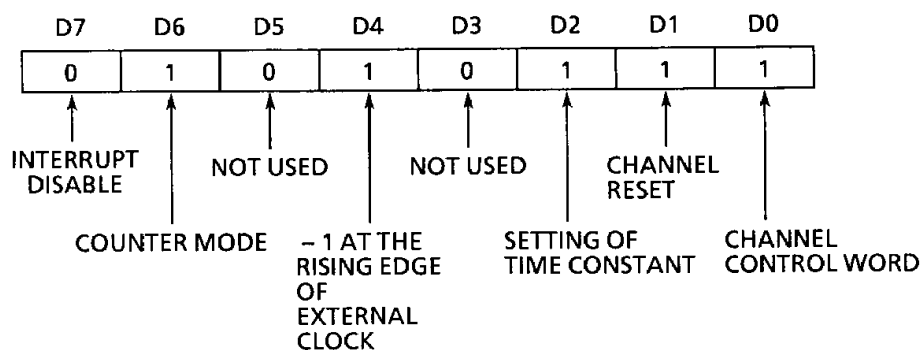 D7 D6 D5 D4 D3 D2 D1 D0
0 1 0 1 0 1 1 1
INTERRUPT
DISABLE
NOT USED
NOT USED
CHANNEL
RESET
COUNTER MODE
– 1 AT THE
RISING EDGE
OF
EXTERNAL
CLOCK
SETTING OF
TIME CONSTANT
CHANNEL
CONTROL WORD